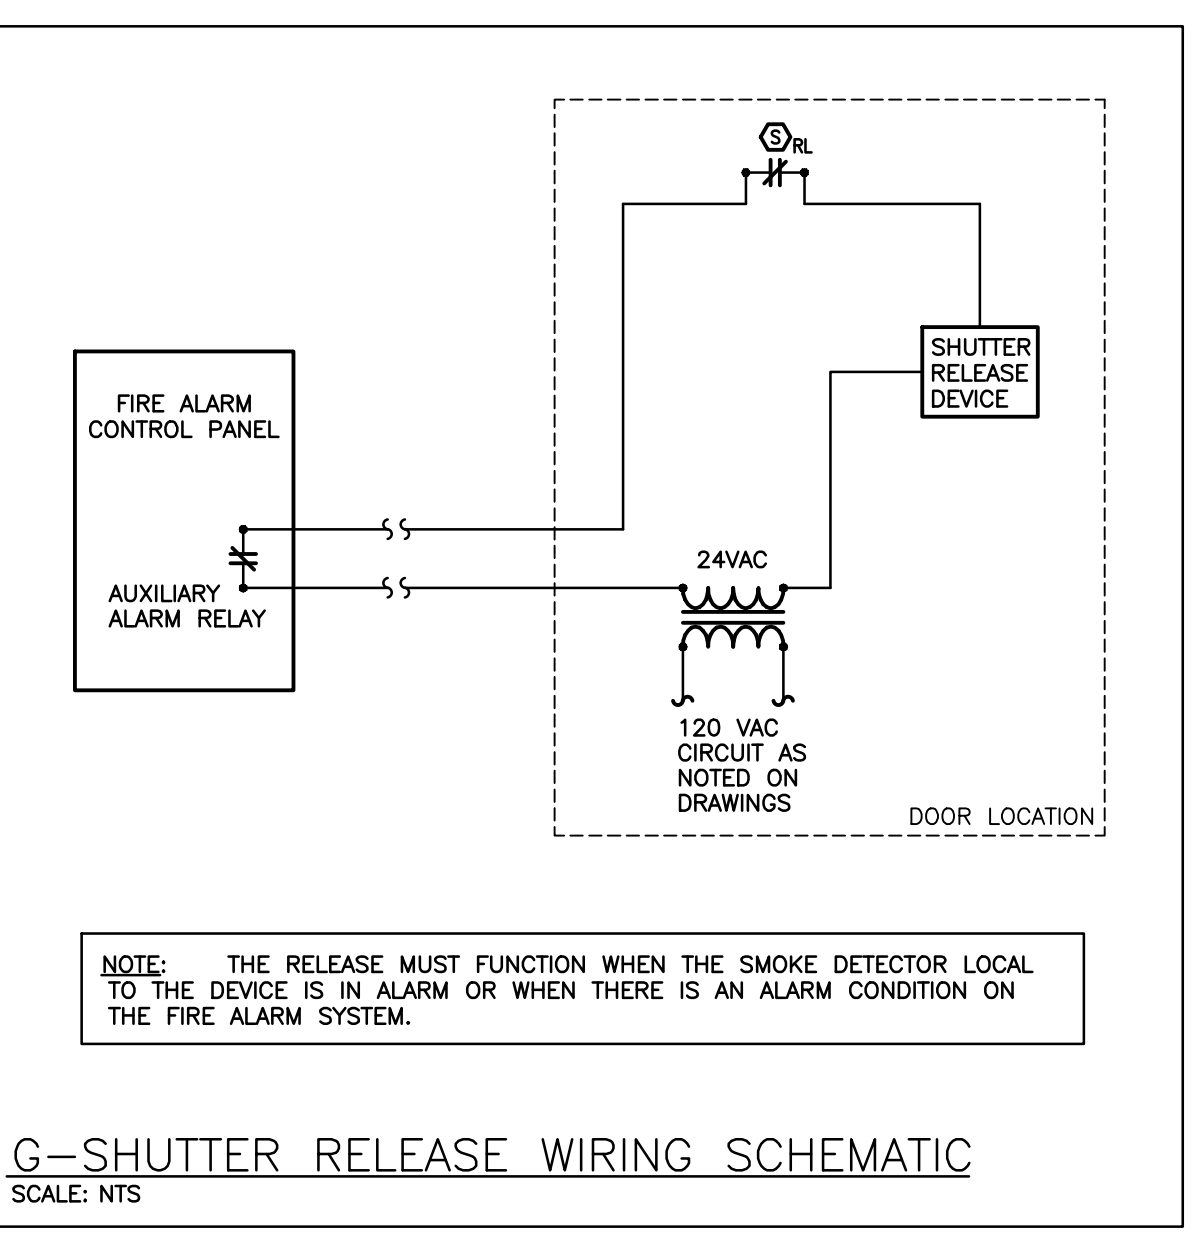 S
RL
SHUTTER
RELEASE
DEVICE
FIRE ALARM
CONTROL PANEL
24VAC
AUXILIARY
ALARM RELAY
120 VAC
CIRCUIT AS
NOTED ON
DRAWINGS
DOOR LOCATION
NOTE: THE RELEASE MUST FUNCTION WHEN THE SMOKE DETECTOR LOCAL
TO THE DEVICE IS IN ALARM OR WHEN THERE IS AN ALARM CONDITION ON
THE FIRE ALARM SYSTEM.
G-SHUTTER RELEASE WIRING SCHEMATIC
SCALE: NTS